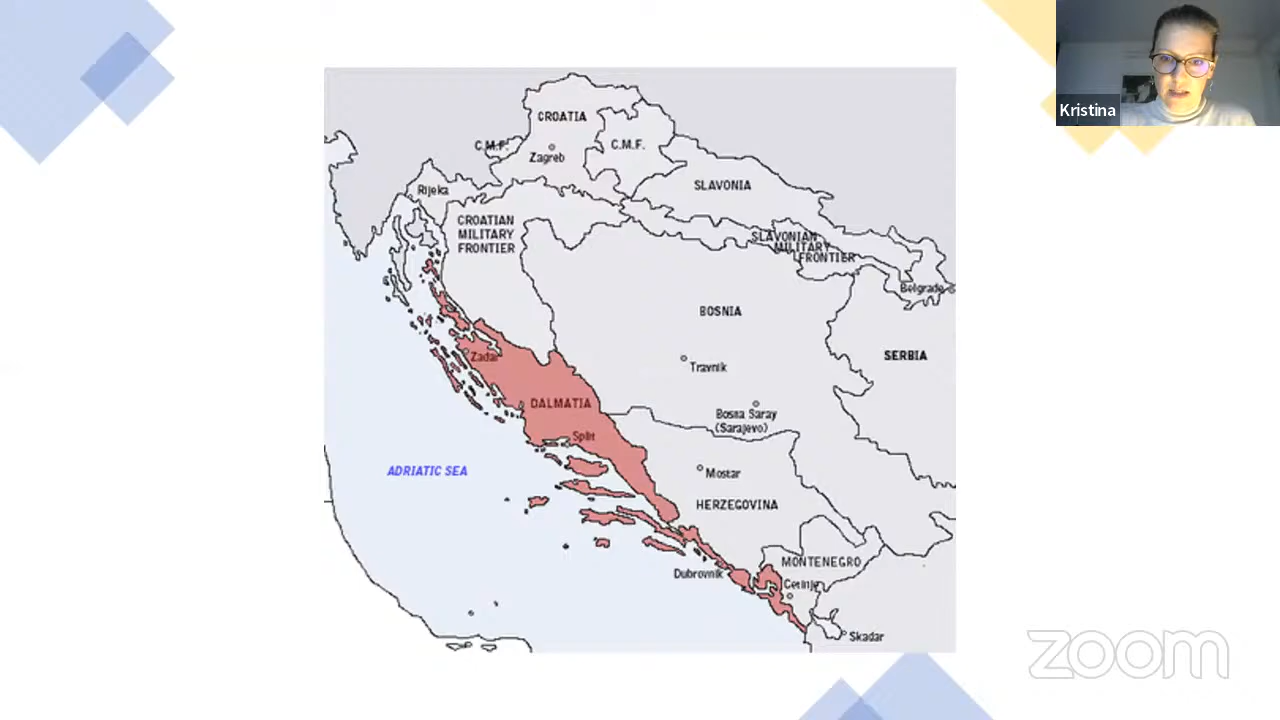 Kristina
CROATIA
C.M.F.
C.M.F.
Zagreb
SLAVONIA
Rijeka
CROATIAN
MILITARY
FRONTIER
SLAVONIAN
MILITARY
FRONTIER
Belgrade
BOSNIA
SERBIA
Zadar
Travnik
DALMATIA
Bosna Saray
(Sarajevo)
Split
ADRIATIC SEA
Mostar
HERZEGOVINA
MONTENEGRO
Dubrovnik
Cetinje
Skadar
zoom